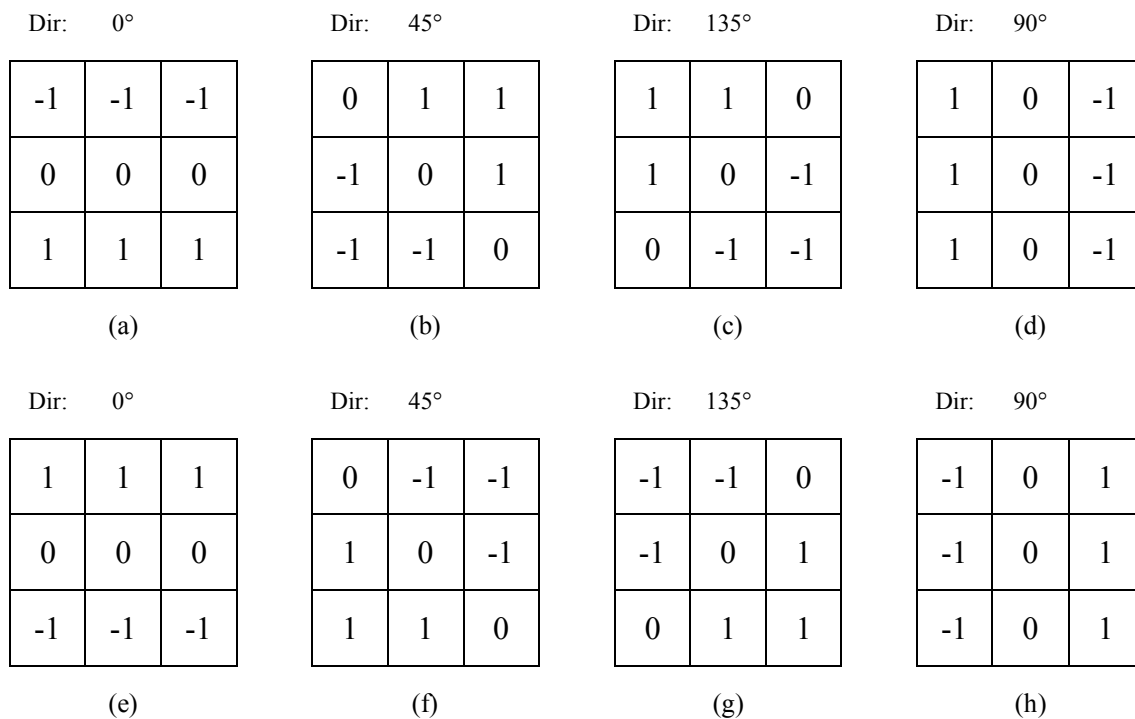 Dir: 0° Dir: 45° Dir: 135° Dir: 90°
-1 -1 -1 0 1 1 1 1 0 1 0 -1
0 0 0 -1 0 1 1 0 -1 1 0 -1
1 1 1 -1 -1 0 0 -1 -1 1 0 -1
(a) (b) (c) (d)
Dir: 0° Dir: 45° Dir: 135° Dir: 90°
1 1 1 0 -1 -1 -1 -1 0 -1 0 1
0 0 0 1 0 -1 -1 0 1 -1 0 1
-1 -1 -1 1 1 0 0 1 1 -1 0 1
(e) (f) (g) (h)